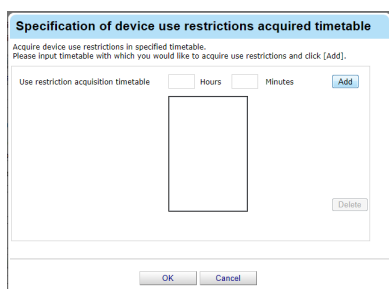 Specification of device use restrictions acquired timetable
Acquire device use restrictions in specified timetable.
Please input timetable with which you would like to acquire use restrictions and click [Add].
Use restriction acquisition timetable Hours Minutes Add
Delete
OK Cancel